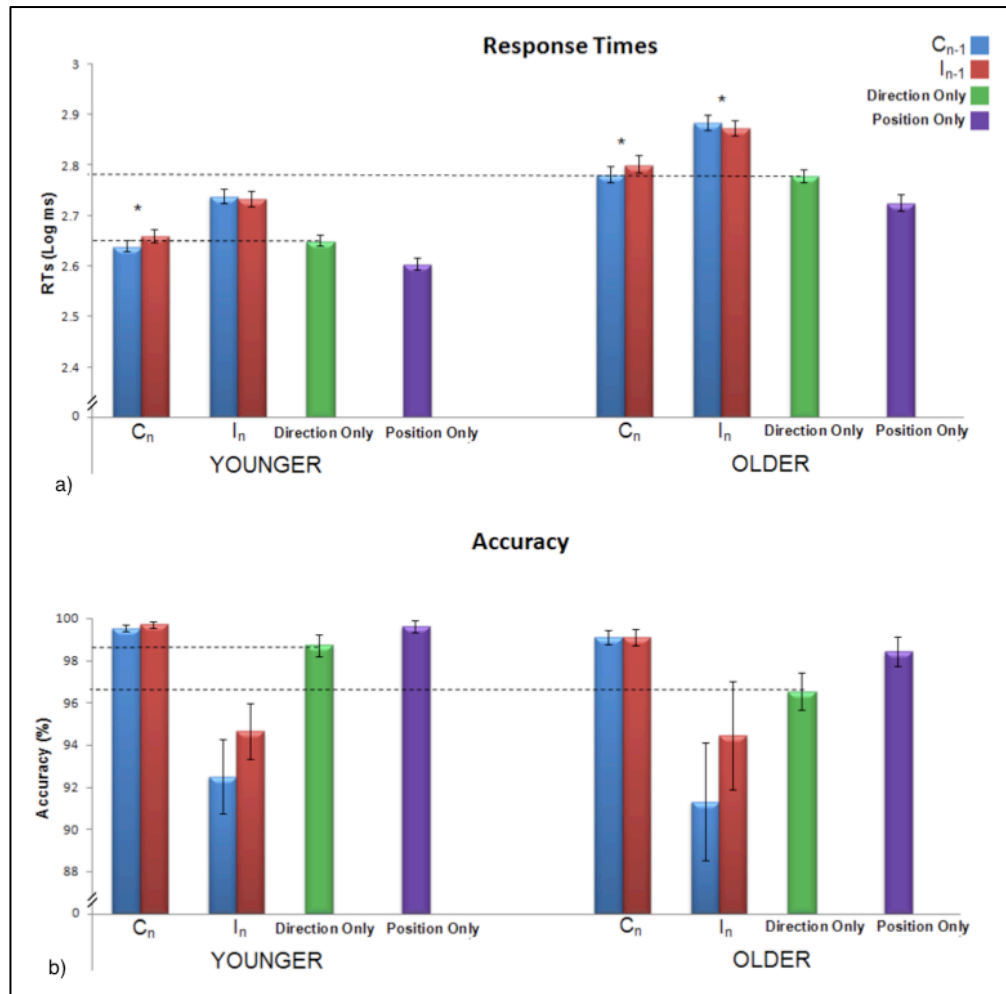 Response Times
Cn-1
In-1
Direction Only
Position Only
3
2.9
2.8
2.7
2.6
2.5
2.4
0
RTs (Log ms)
*
*
*
Cn In Direction Only Position Only Cn In Direction Only Position Only
YOUNGER OLDER
a)
Accuracy
100
98
96
94
92
90
88
0
Accuracy (%)
Cn In Direction Only Position Only Cn In Direction Only Position Only
YOUNGER OLDER
b)